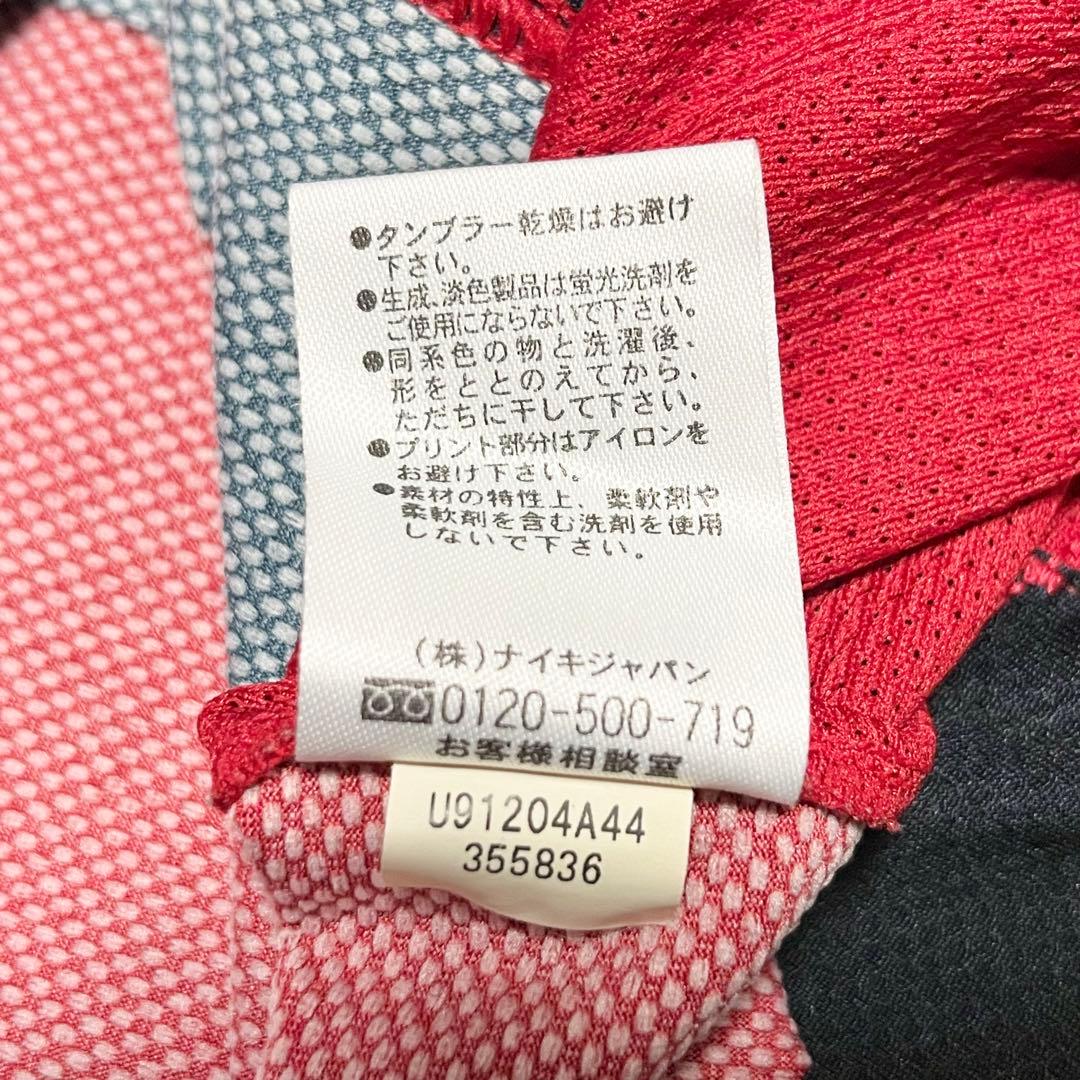 ●タンブラー乾燥はお避け
下さい。
●生成、淡色製品は蛍光洗剤を
ご使用にならないで下さい。
●同系色の物と洗濯後、
形をととのえてから、
ただちに干して下さい。
●プリント部分はアイロンを
お避け下さい。
●素材の特性上、柔軟剤や
柔軟剤を含む洗剤を使用
しないで下さい。
(株)ナイキジャパン
0120-500-719
お客様相談室
U91204A44
355836